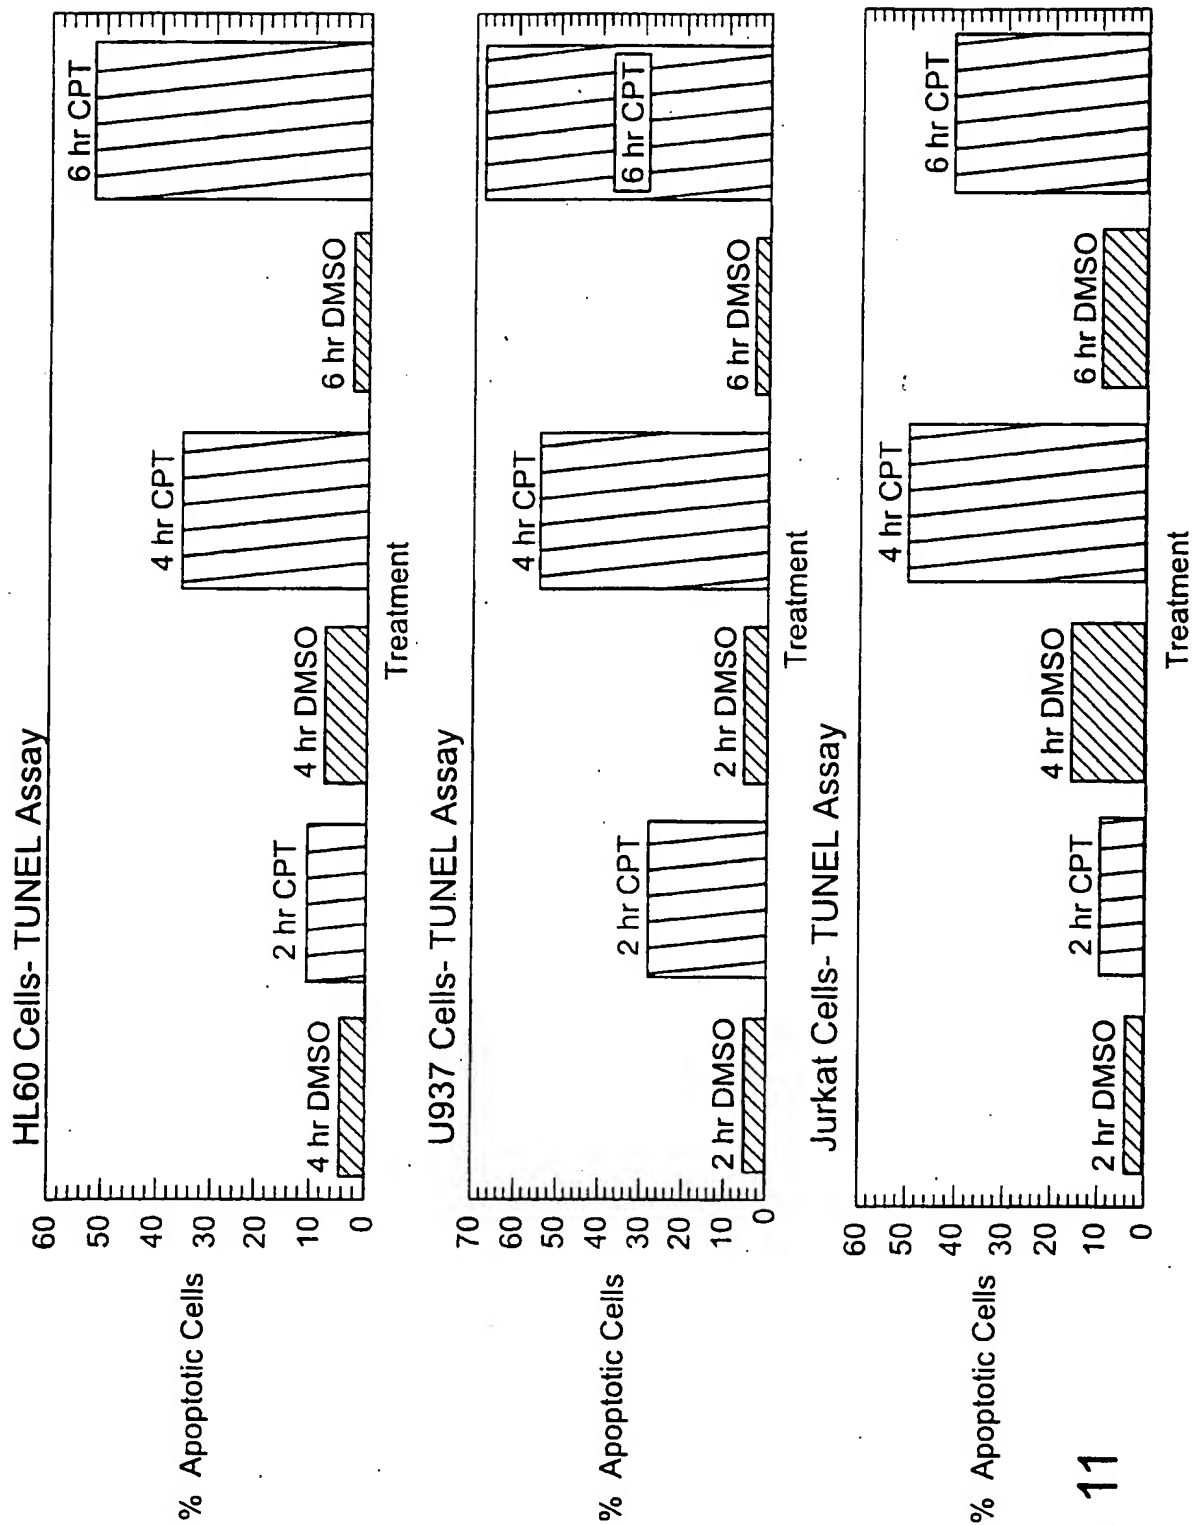 HL60 Cells- TUNEL Assay
% Apoptotic Cells
60
50
40
30
20
10
0
4 hr DMSO
2 hr CPT
4 hr DMSO
4 hr CPT
6 hr DMSO
6 hr CPT
Treatment
U937 Cells- TUNEL Assay
% Apoptotic Cells
70
60
50
40
30
20
10
0
2 hr DMSO
2 hr CPT
2 hr DMSO
4 hr CPT
6 hr DMSO
6 hr CPT
Treatment
Jurkat Cells- TUNEL Assay
% Apoptotic Cells
60
50
40
30
20
10
0
2 hr DMSO
2 hr CPT
4 hr DMSO
4 hr CPT
6 hr DMSO
6 hr CPT
Treatment
11